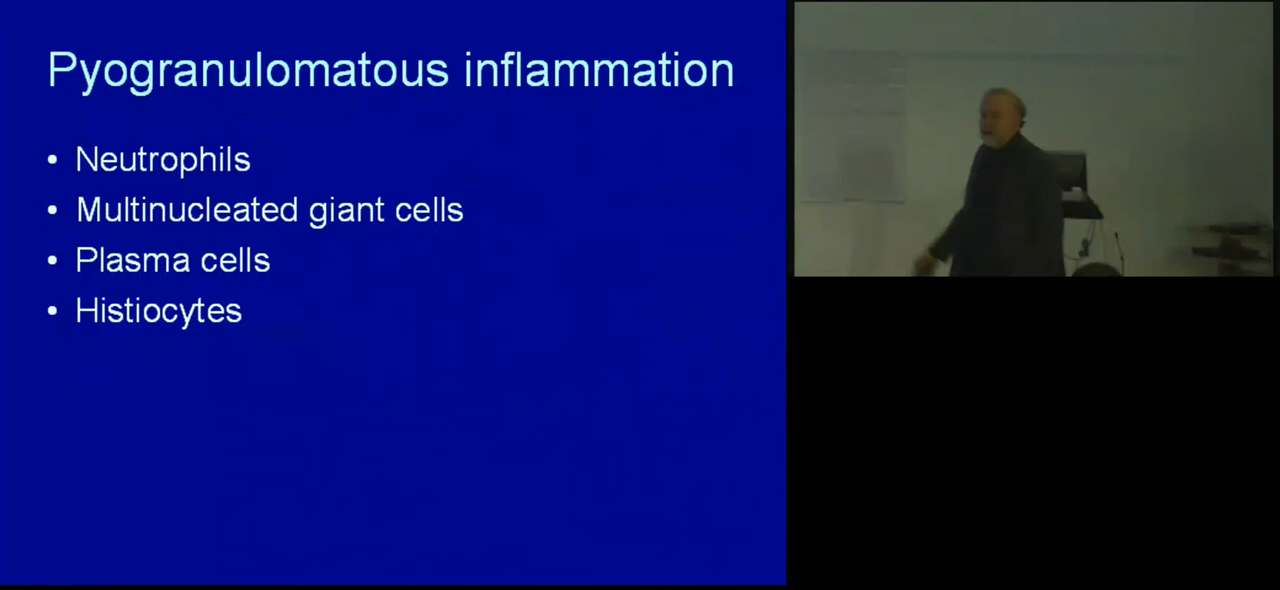 Pyogranulomatous inflammation
• Neutrophils
• Multinucleated giant cells
• Plasma cells
• Histiocytes